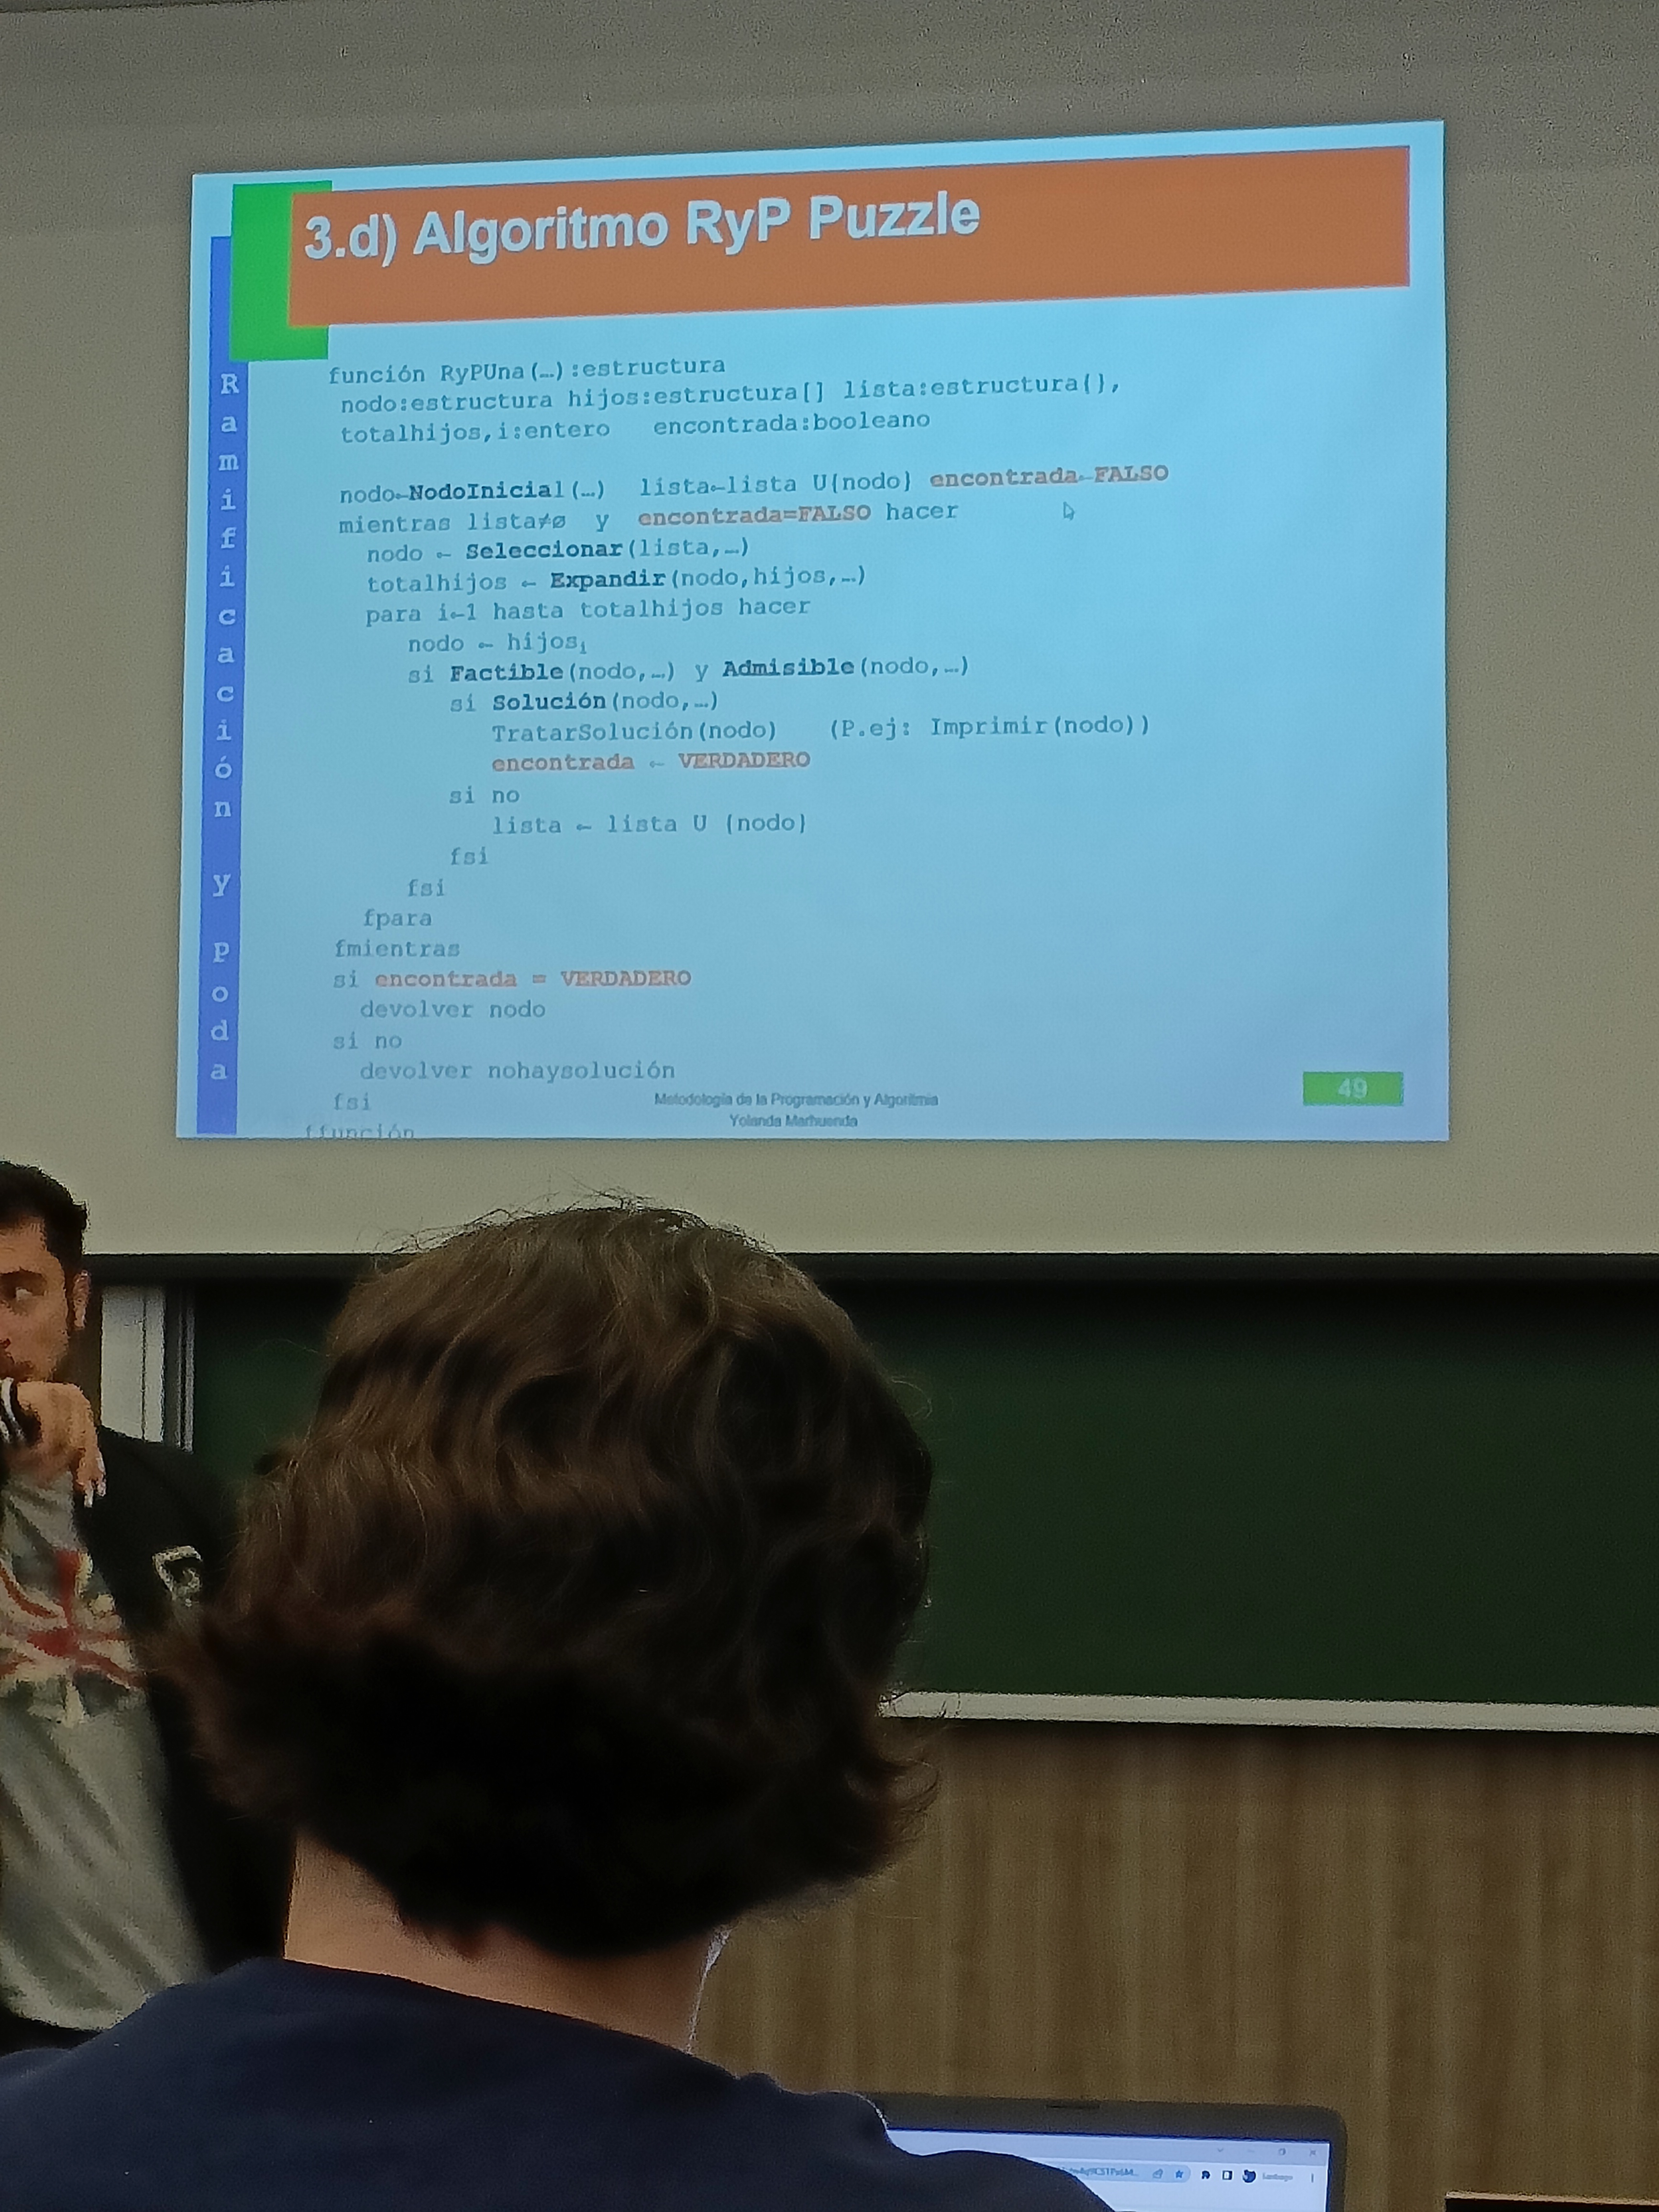 3.d) Algoritmo RyP Puzzle
Ramificación y poda
función RyPUna(…):estructura
nodo:estructura hijos:estructura[] lista:estructura{},
totalhijos,i:entero encontrada:booleano
nodo←NodoInicial(…) lista←lista U{nodo} encontrada←FALSO
mientras lista≠ø y encontrada=FALSO hacer
nodo ← Seleccionar(lista,…)
totalhijos ← Expandir(nodo,hijos,…)
para i←1 hasta totalhijos hacer
nodo ← hijosᵢ
si Factible(nodo,…) y Admisible(nodo,…)
si Solución(nodo,…)
TratarSolución(nodo) (P.ej: Imprimir(nodo))
encontrada ← VERDADERO
si no
lista ← lista U {nodo}
fsi
fsi
fpara
fmientras
si encontrada = VERDADERO
devolver nodo
si no
devolver nohaysolución
fsi
ffunción
Metodología de la Programación y Algoritmia
Yolanda Marhuenda
49